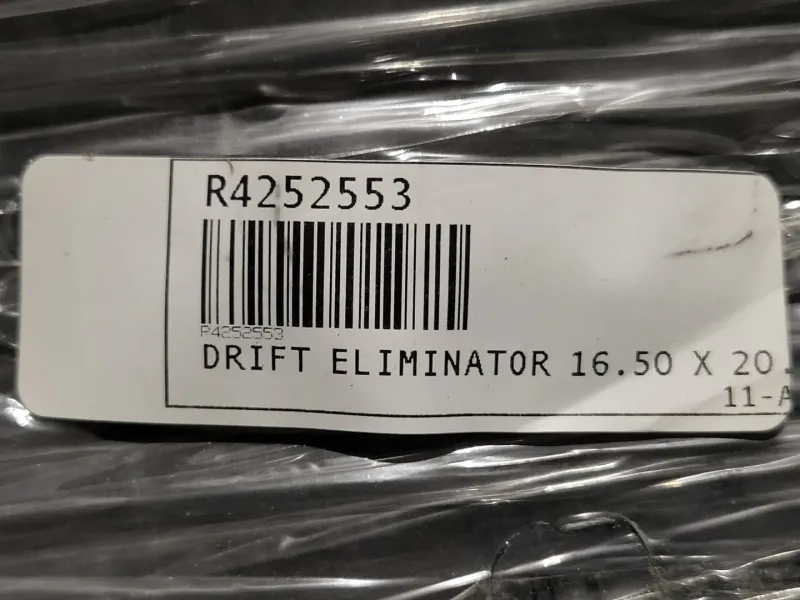 R4252553
R4252553
DRIFT ELIMINATOR 16.50 X 20.
11-A